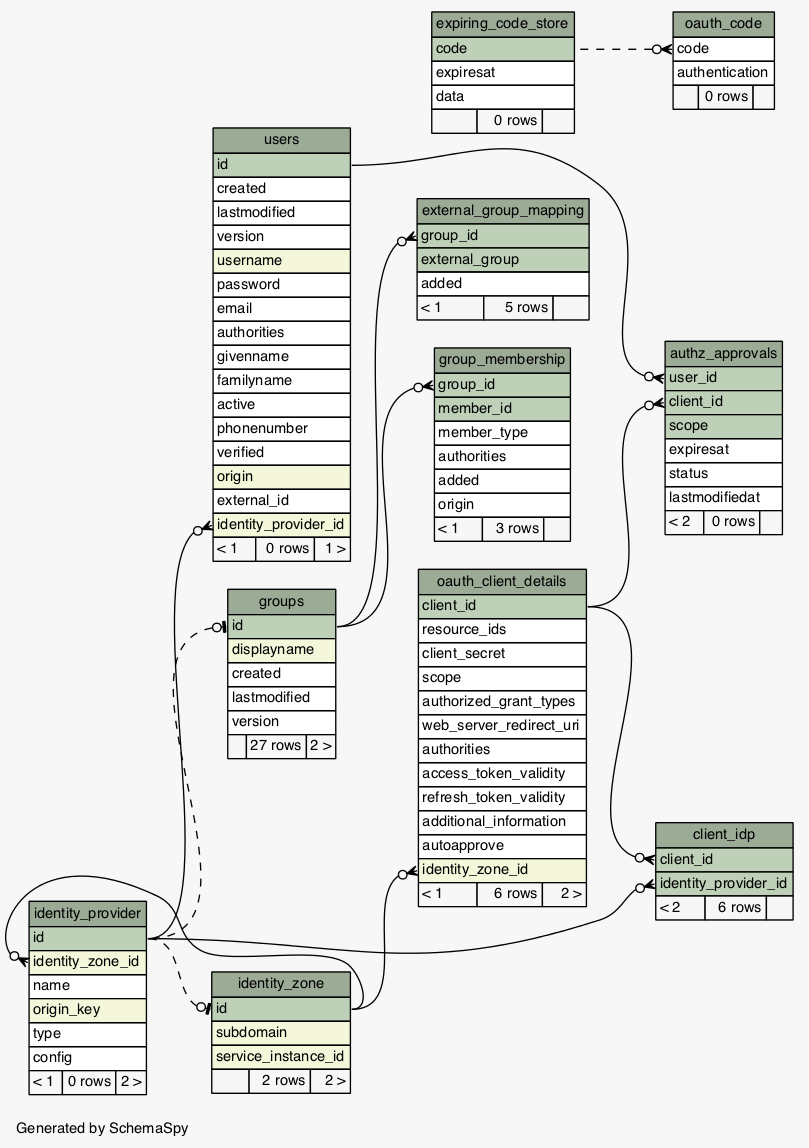 expiring_code_store
code
expiresat
data
0 rows
oauth_code
code
authentication
0 rows
users
id
created
lastmodified
version
username
password
email
authorities
givenname
familyname
active
phonenumber
verified
origin
external_id
identity_provider_id
< 1 0 rows 1 >
external_group_mapping
group_id
external_group
added
< 1 5 rows
group_membership
group_id
member_id
member_type
authorities
added
origin
< 1 3 rows
authz_approvals
user_id
client_id
scope
expiresat
status
lastmodifiedat
< 2 0 rows
groups
id
displayname
created
lastmodified
version
27 rows 2 >
oauth_client_details
client_id
resource_ids
client_secret
scope
authorized_grant_types
web_server_redirect_uri
authorities
access_token_validity
refresh_token_validity
additional_information
autoapprove
identity_zone_id
< 1 6 rows 2 >
client_idp
client_id
identity_provider_id
< 2 6 rows
identity_provider
id
identity_zone_id
name
origin_key
type
config
< 1 0 rows 2 >
identity_zone
id
subdomain
service_instance_id
2 rows 2 >
Generated by SchemaSpy